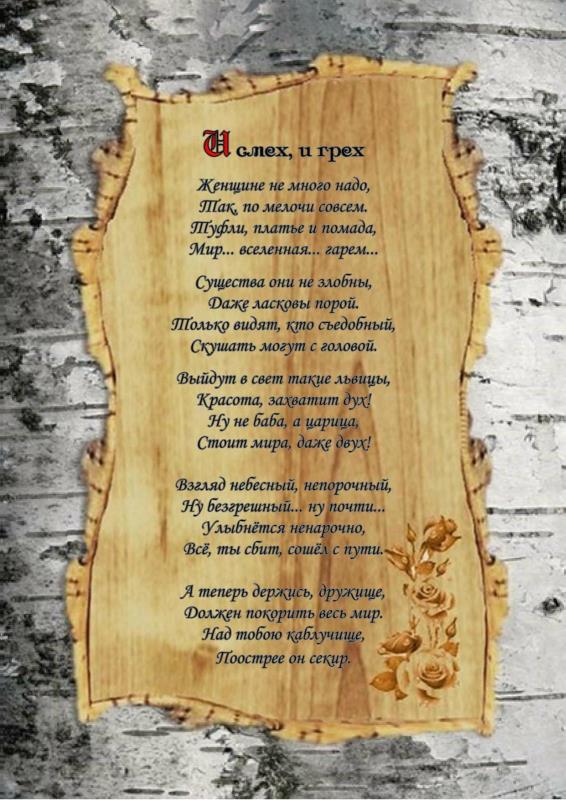 И смех, и грех
Женщине не много надо,
Так, по мелочи совсем.
Туфли, платье и помада,
Мир... вселенная... гарем...
Существа они не злобны,
Даже ласковы порой.
Только видят, кто съедобный,
Скушать могут с головой.
Выйдут в свет такие львицы,
Красота, захватит дух!
Ну не баба, а царица,
Стоит мира, даже двух!
Взгляд небесный, непорочный,
Ну безгрешный... ну почти...
Улыбнётся ненарочно,
Всё, ты сбит, сошёл с пути.
А теперь держись, дружище,
Должен покорить весь мир.
Над тобою каблучище,
Поострее он секир.